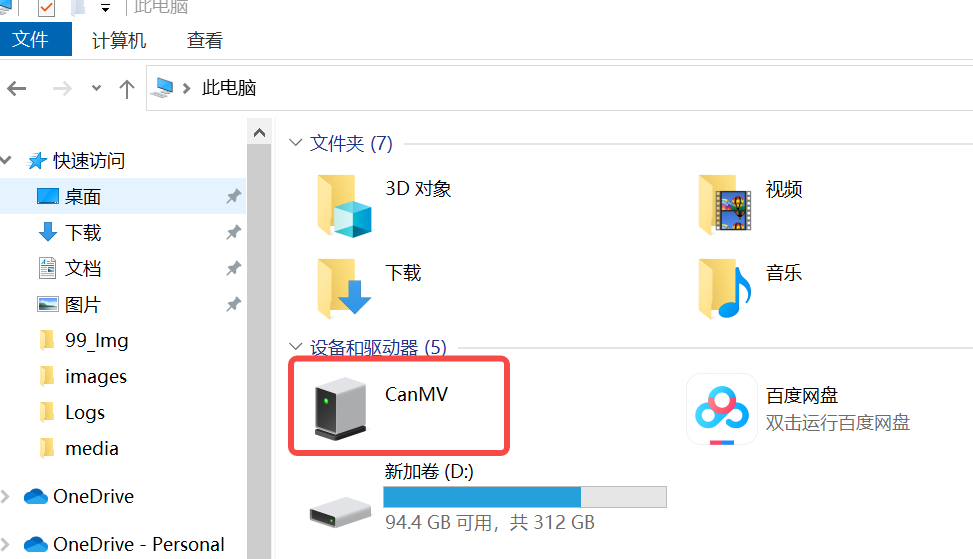 此电脑
文件 计算机 查看
此电脑
快速访问
桌面
下载
文档
图片
99_Img
images
Logs
media
OneDrive
OneDrive - Personal
文件夹 (7)
3D 对象
视频
下载
音乐
设备和驱动器 (5)
CanMV
百度网盘
双击运行百度网盘
新加卷 (D:)
94.4 GB 可用，共 312 GB